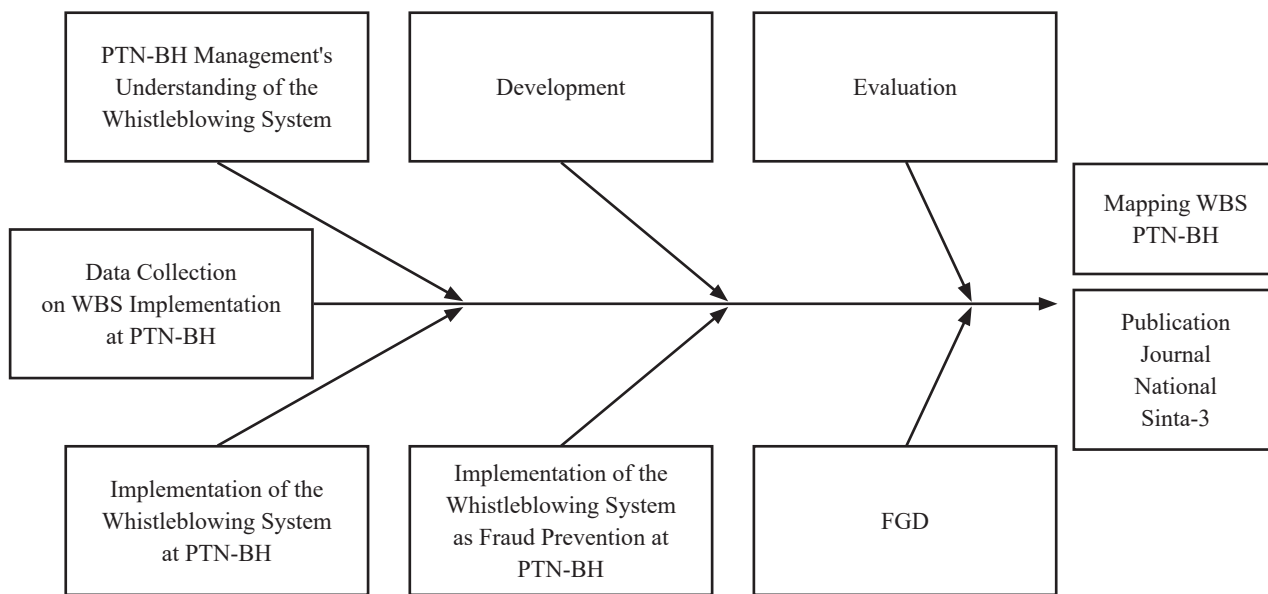 PTN-BH Management's
Understanding of the
Whistleblowing System
Development
Evaluation
Mapping WBS
PTN-BH
Data Collection
on WBS Implementation
at PTN-BH
Publication
Journal
National
Sinta-3
Implementation of the
Whistleblowing System
at PTN-BH
Implementation of the
Whistleblowing System
as Fraud Prevention at
PTN-BH
FGD